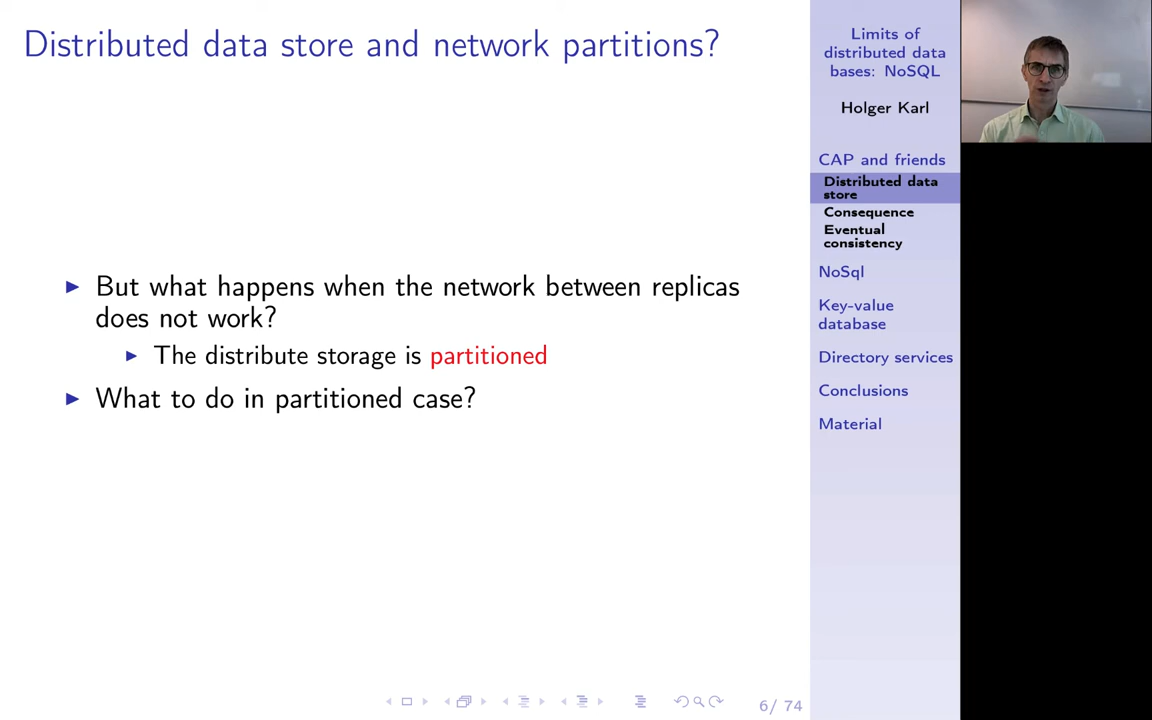 Distributed data store and network partitions?
But what happens when the network between replicas
does not work?
The distribute storage is partitioned
What to do in partitioned case?
Limits of
distributed data
bases: NoSQL
Holger Karl
CAP and friends
Distributed data
store
Consequence
Eventual
consistency
NoSql
Key-value
database
Directory services
Conclusions
Material
6/ 74